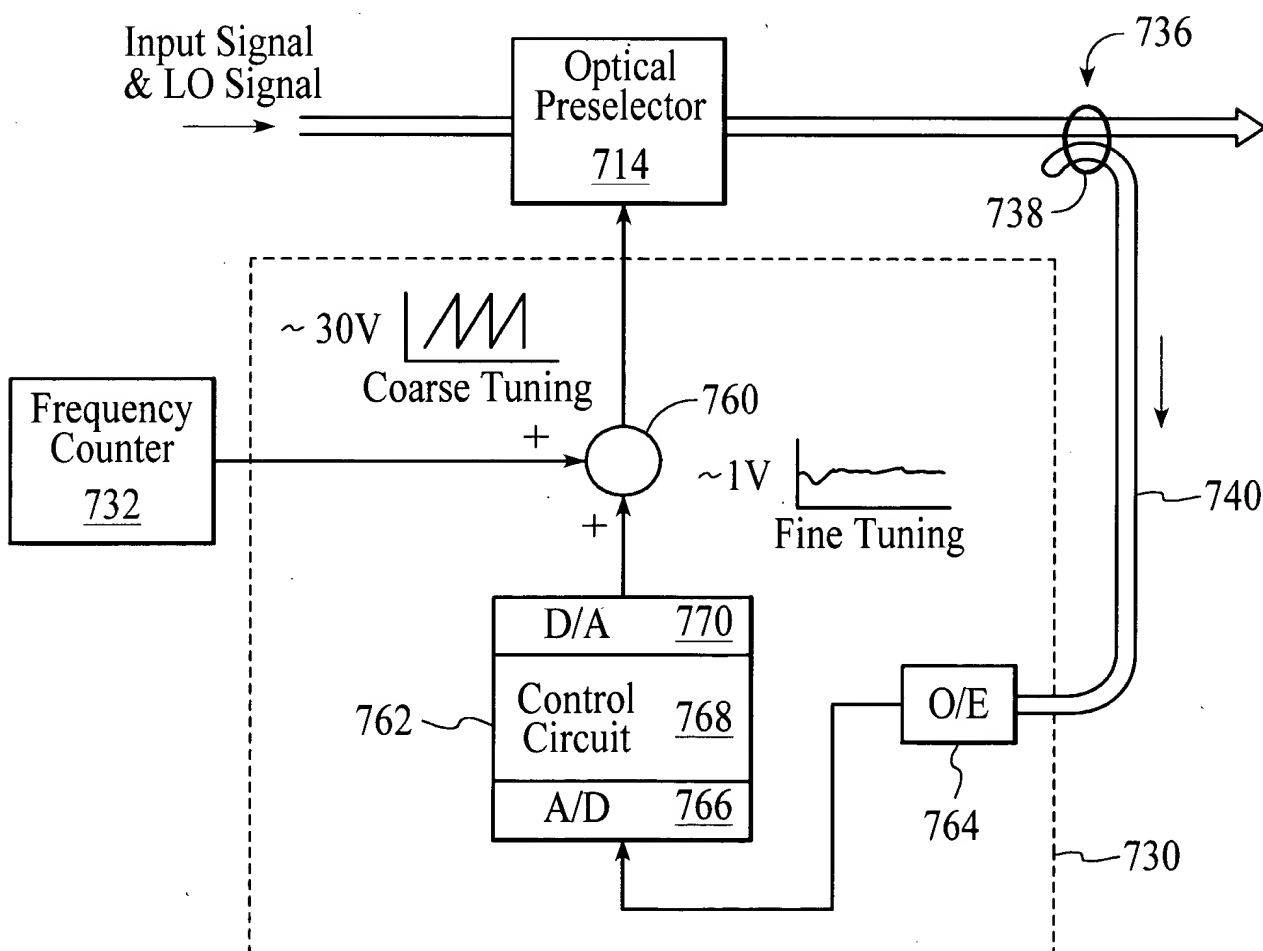 Input Signal
& LO Signal
Optical
Preselector
714
736
738
~ 30V
Coarse Tuning
760
Frequency
Counter
732
+
+
~1V
Fine Tuning
740
D/A 770
762
Control
Circuit
768
A/D 766
O/E
764
730